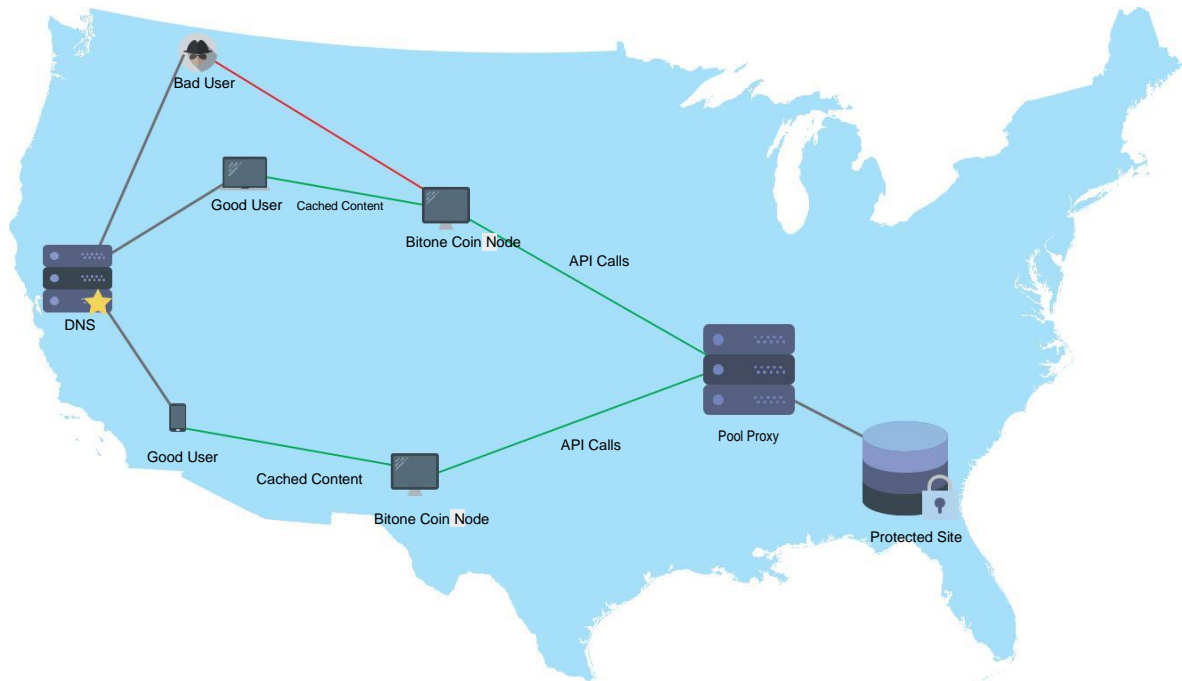 Bad User
Good User
Cached Content
Bitone Coin Node
API Calls
DNS
Pool Proxy
API Calls
Good User
Cached Content
Bitone Coin Node
Protected Site